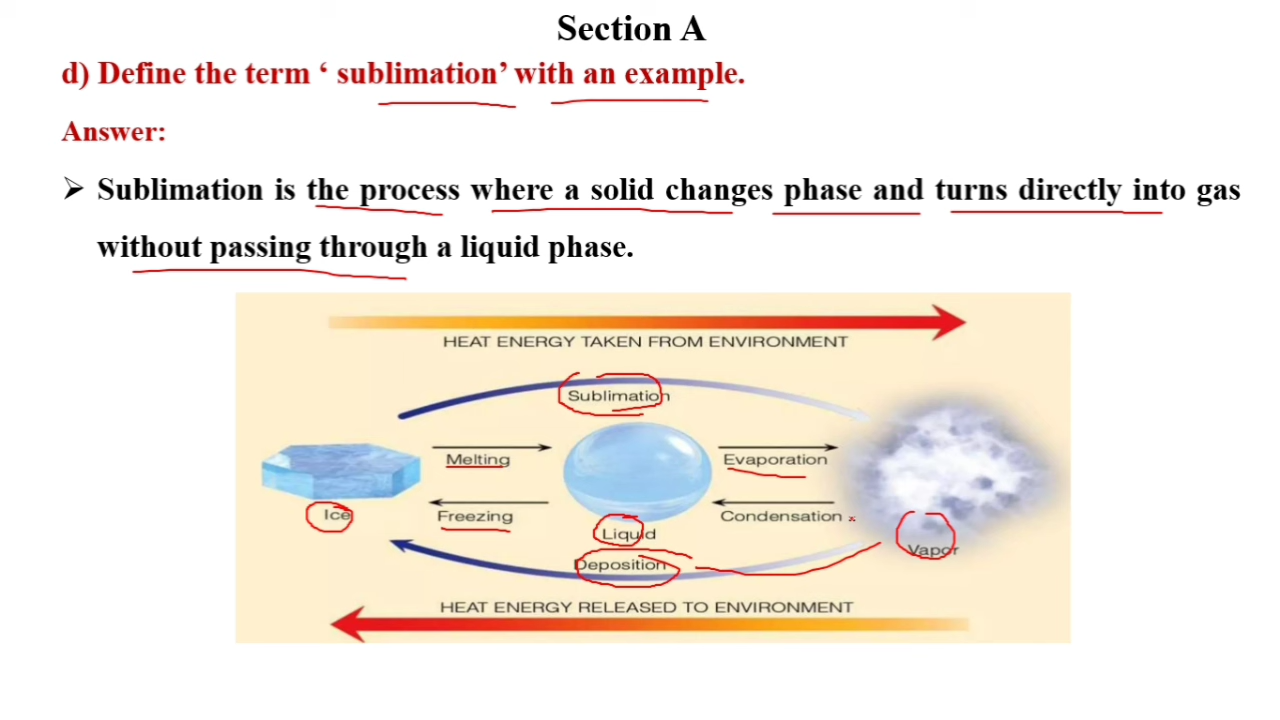 Section A
d) Define the term ‘ sublimation’ with an example.
Answer:
➢ Sublimation is the process where a solid changes phase and turns directly into gas
without passing through a liquid phase.
HEAT ENERGY TAKEN FROM ENVIRONMENT
Sublimation
Melting
Evaporation
Ice
Freezing
Liquid
Condensation
Vapor
Deposition
HEAT ENERGY RELEASED TO ENVIRONMENT